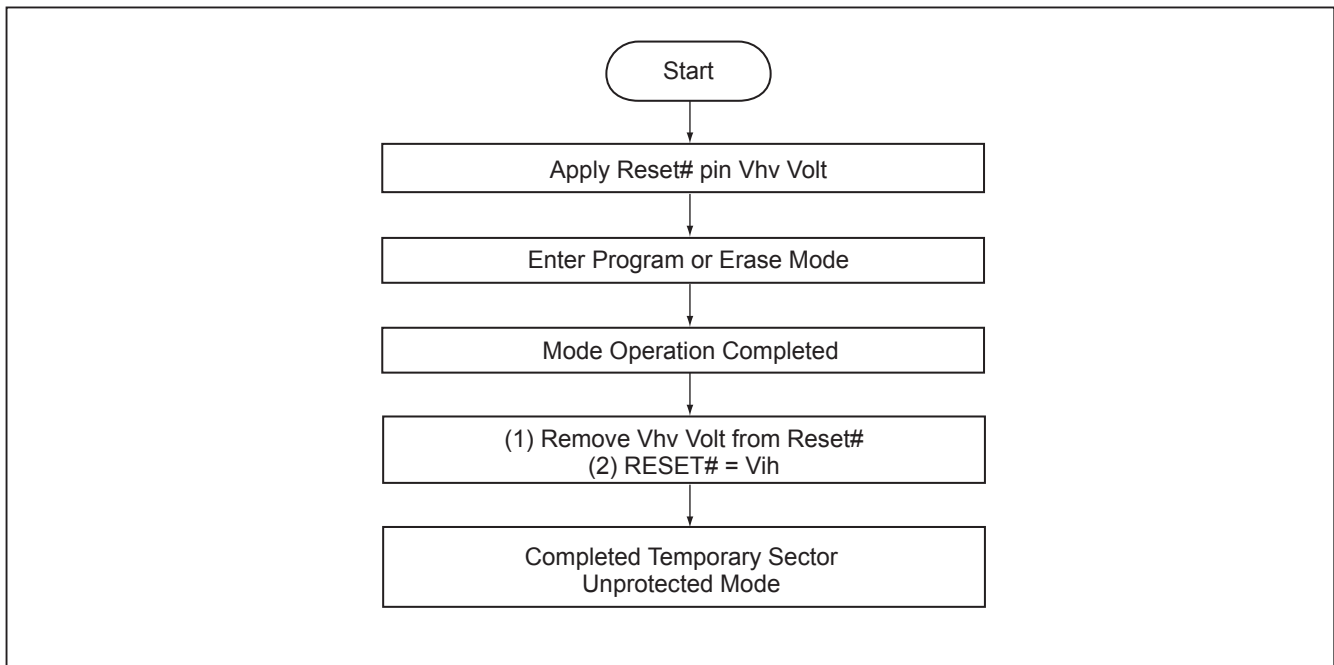 Start
Apply Reset# pin Vhv Volt
Enter Program or Erase Mode
Mode Operation Completed
(1) Remove Vhv Volt from Reset#
(2) RESET# = Vih
Completed Temporary Sector
Unprotected Mode